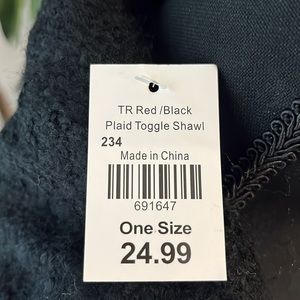 TR Red /Black
Plaid Toggle Shawl
234
Made in China
691647
One Size
24.99